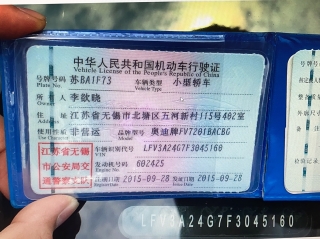 中华人民共和国机动车行驶证
Vehicle License of the People's Republic of China
号牌号码 苏BA1F73 车辆类型 小型轿车
Plate No. Vehicle Type
所有人 李
Owner
住址 江苏省无锡市北塘区五河新村115号402室
Address
使用性质 非营运 品牌型号 奥迪牌FV7201BACBG
江苏省无锡 车辆识别代号 LFV3A24G7F3045160
VIN
市公安局交 发动机号码 602425
Engine No.
通警察支队 注册日期 2015-09-28 发证日期 2015-09-28
Register Date Issue Date
LFV3A24G7F3045160